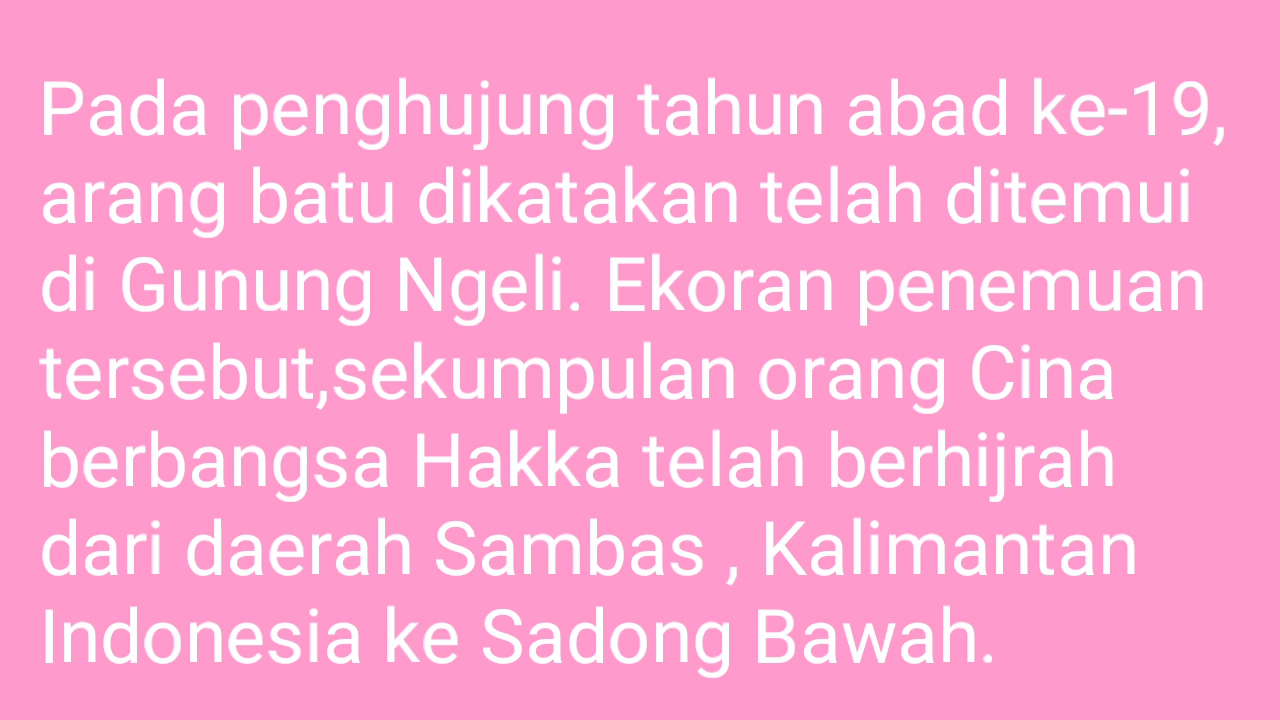 Pada penghujung tahun abad ke-19,
arang batu dikatakan telah ditemui
di Gunung Ngeli. Ekoran penemuan
tersebut,sekumpulan orang Cina
berbangsa Hakka telah berhijrah
dari daerah Sambas , Kalimantan
Indonesia ke Sadong Bawah.